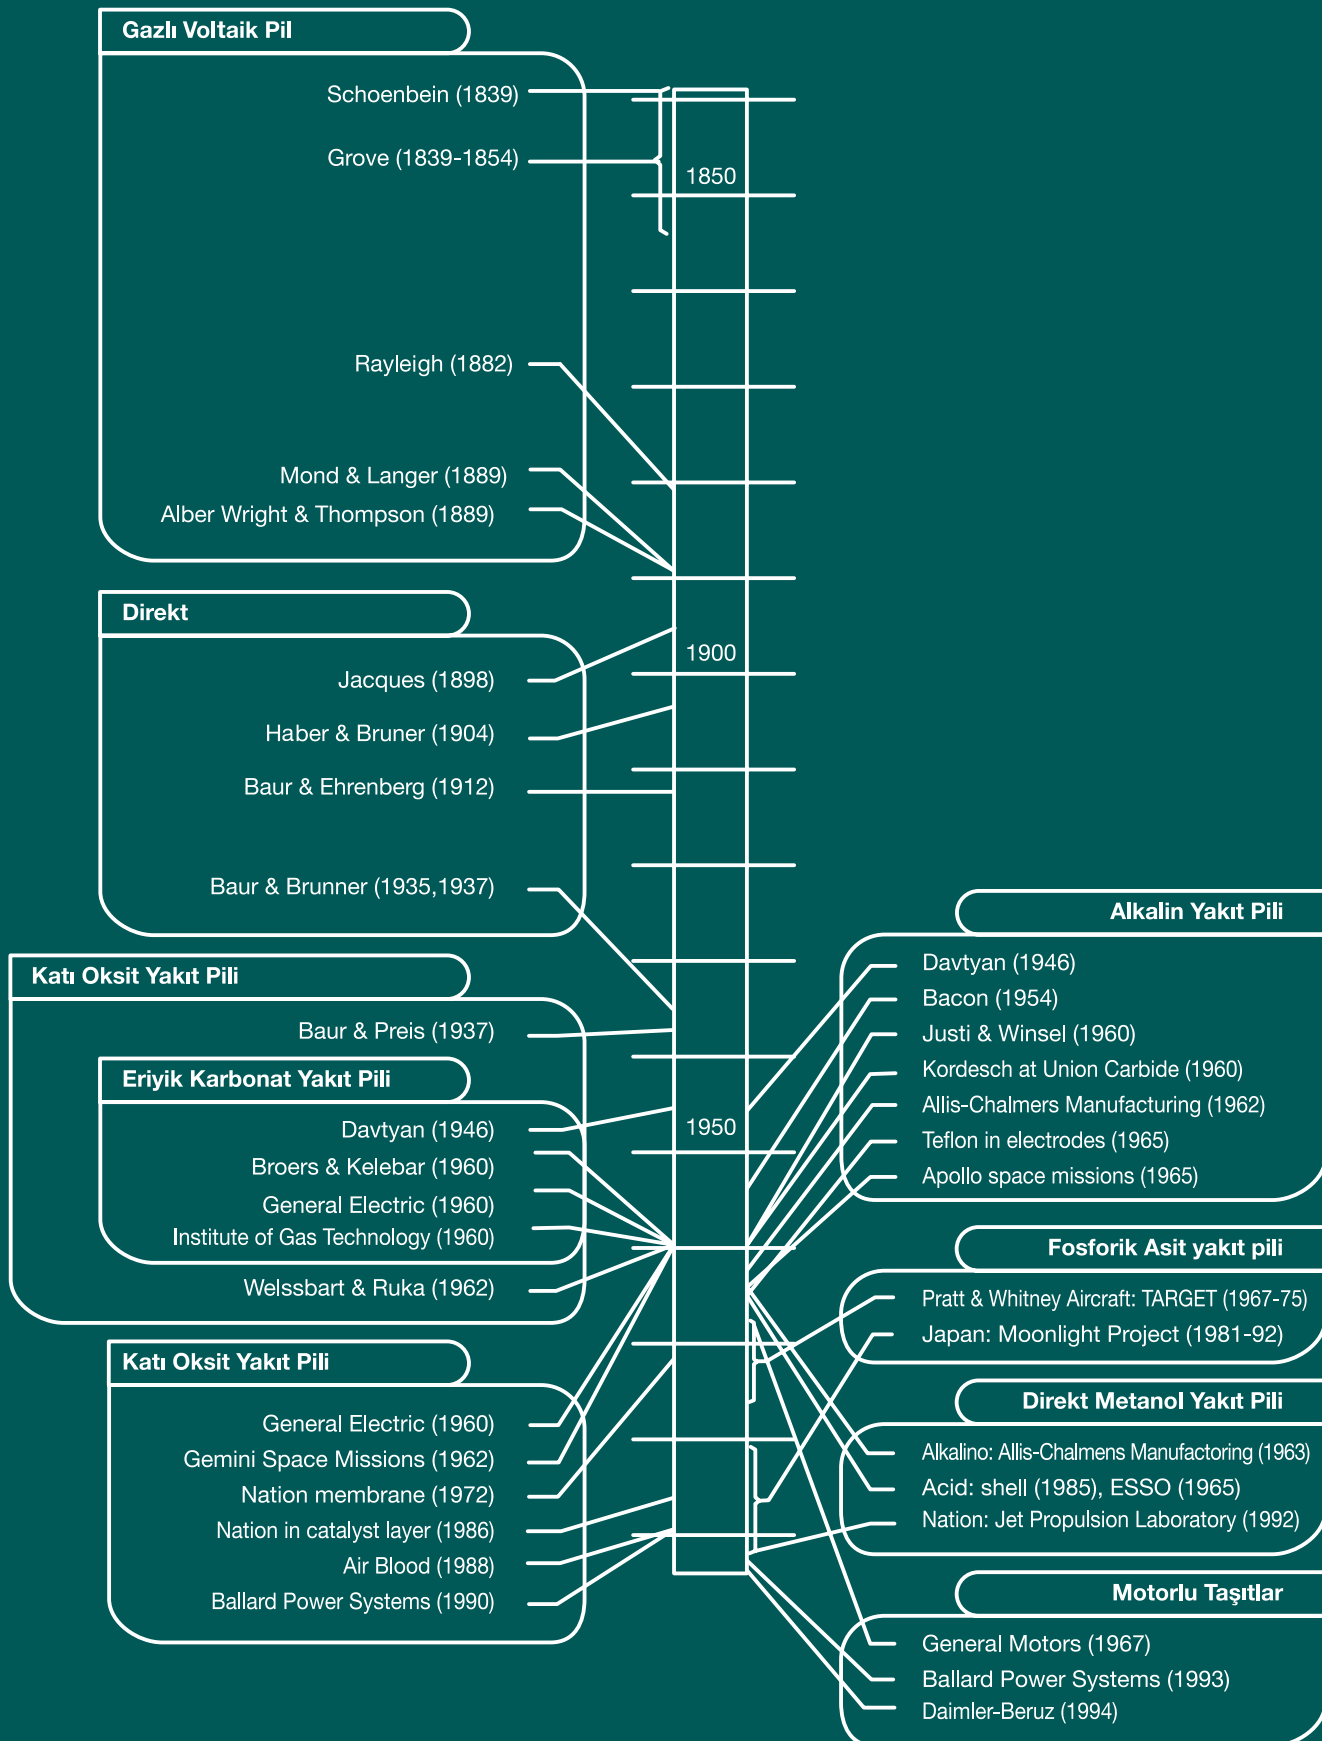 Gazlı Voltaik Pil
Schoenbein (1839)
Grove (1839-1854)
1850
Rayleigh (1882)
Mond & Langer (1889)
Alber Wright & Thompson (1889)
Direkt
1900
Jacques (1898)
Haber & Bruner (1904)
Baur & Ehrenberg (1912)
Baur & Brunner (1935,1937)
Katı Oksit Yakıt Pili
Baur & Preis (1937)
Eriyik Karbonat Yakıt Pili
Davtyan (1946)
Broers & Kelebar (1960)
General Electric (1960)
Institute of Gas Technology (1960)
Welssbart & Ruka (1962)
1950
Katı Oksit Yakıt Pili
General Electric (1960)
Gemini Space Missions (1962)
Nation membrane (1972)
Nation in catalyst layer (1986)
Air Blood (1988)
Ballard Power Systems (1990)
Alkalin Yakıt Pili
Davtyan (1946)
Bacon (1954)
Justi & Winsel (1960)
Kordesch at Union Carbide (1960)
Allis-Chalmers Manufacturing (1962)
Teflon in electrodes (1965)
Apollo space missions (1965)
Fosforik Asit yakıt pili
Pratt & Whitney Aircraft: TARGET (1967-75)
Japan: Moonlight Project (1981-92)
Direkt Metanol Yakıt Pili
Alkalino: Allis-Chalmens Manufactoring (1963)
Acid: shell (1985), ESSO (1965)
Nation: Jet Propulsion Laboratory (1992)
Motorlu Taşıtlar
General Motors (1967)
Ballard Power Systems (1993)
Daimler-Beruz (1994)